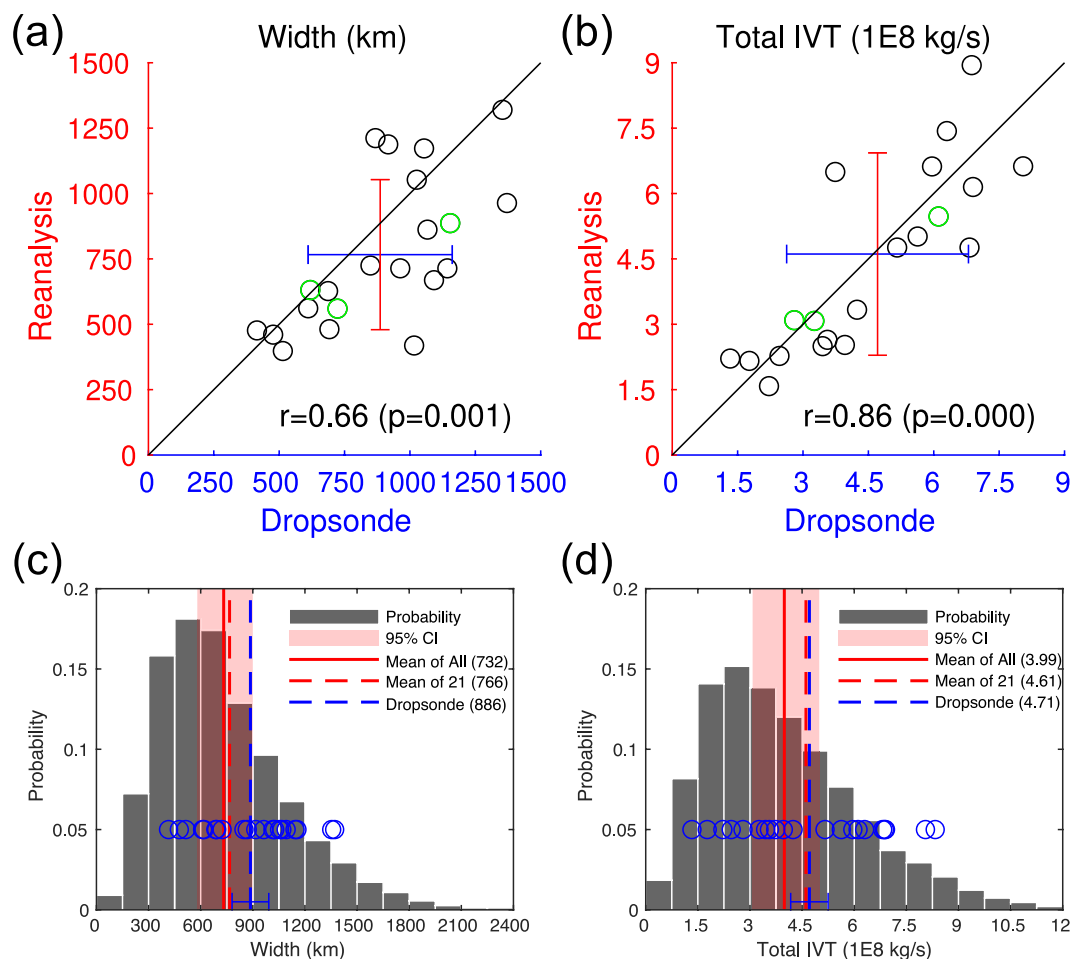 (a)
Width (km)
1500
1250
1000
750
500
250
0
Reanalysis
r=0.66 (p=0.001)
0 250 500 750 1000 1250 1500
Dropsonde
(b)
Total IVT (1E8 kg/s)
9
7.5
6
4.5
3
1.5
0
Reanalysis
r=0.86 (p=0.000)
0 1.5 3 4.5 6 7.5 9
Dropsonde
(c)
0.2
0.15
0.1
0.05
0
Probability
Probability
95% CI
Mean of All (732)
Mean of 21 (766)
Dropsonde (886)
0 300 600 900 1200 1500 1800 2100 2400
Width (km)
(d)
0.2
0.15
0.1
0.05
0
Probability
Probability
95% CI
Mean of All (3.99)
Mean of 21 (4.61)
Dropsonde (4.71)
0 1.5 3 4.5 6 7.5 9 10.5 12
Total IVT (1E8 kg/s)